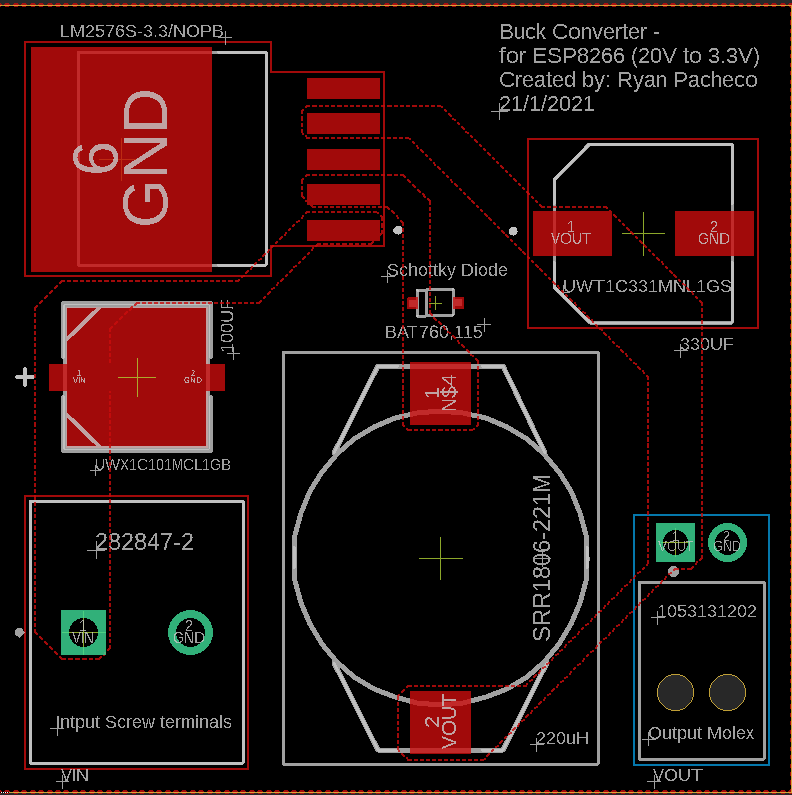 LM2576S-3.3/NOPB
Buck Converter -
for ESP8266 (20V to 3.3V)
Created by: Ryan Pacheco
21/1/2021
6
GND
1
VOUT
2
GND
UWT1C331MNL1GS
330UF
Schottky Diode
BAT760,115
100UF
1
VIN
2
GND
UWX1C101MCL1GB
1
N$4
SRR1806-221M
2
VOUT
220uH
282847-2
1
VIN
2
GND
Intput Screw terminals
VIN
1
VOUT
2
GND
1053131202
Output Molex
VOUT